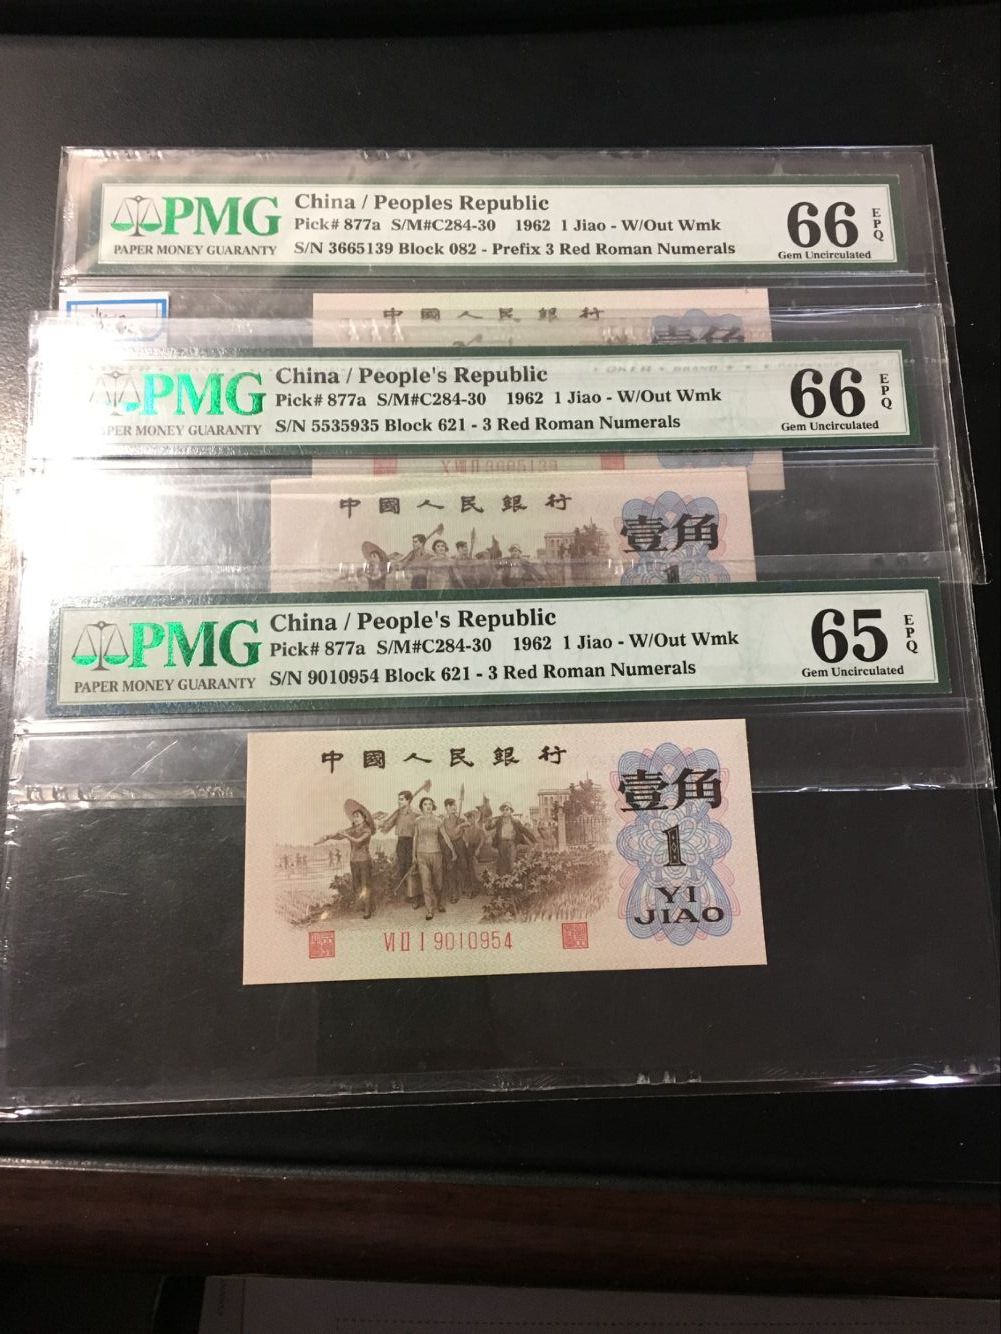 PMG
PAPER MONEY GUARANTY
China / Peoples Republic
Pick# 877a S/M#C284-30 1962 1 Jiao - W/Out Wmk
S/N 3665139 Block 082 - Prefix 3 Red Roman Numerals
66 EPQ
Gem Uncirculated
中國人民銀行
壹角
PMG
PER MONEY GUARANTY
China / People's Republic
Pick# 877a S/M#C284-30 1962 1 Jiao - W/Out Wmk
S/N 5535935 Block 621 - 3 Red Roman Numerals
66 EPQ
Gem Uncirculated
中國人民銀行
壹角
PMG
PAPER MONEY GUARANTY
China / People's Republic
Pick# 877a S/M#C284-30 1962 1 Jiao - W/Out Wmk
S/N 9010954 Block 621 - 3 Red Roman Numerals
65 EPQ
Gem Uncirculated
中國人民銀行
壹角
1
YI
JIAO
VI II I 9010954